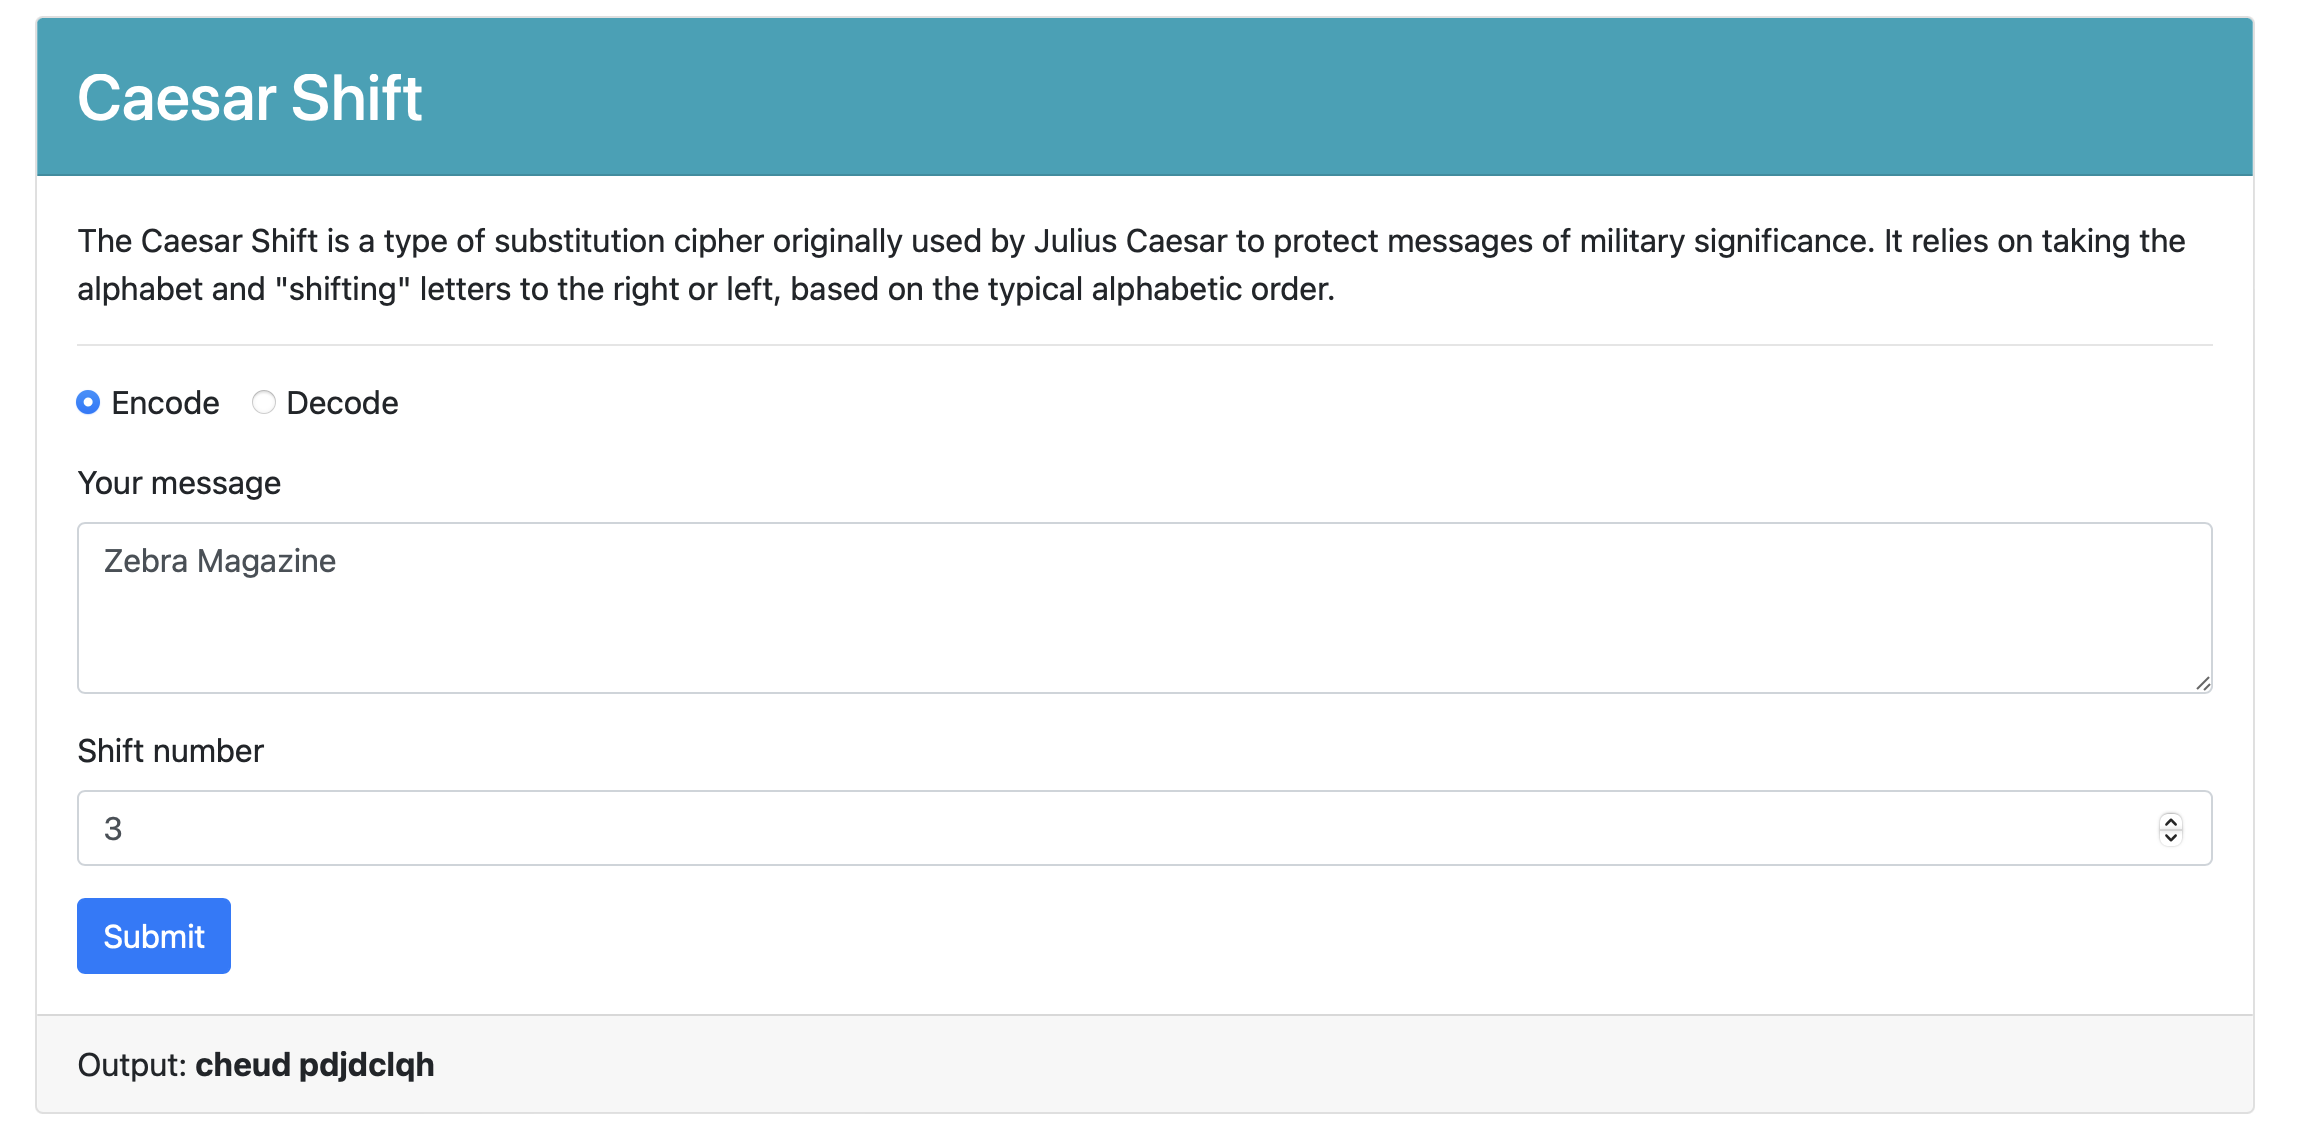 Caesar Shift
The Caesar Shift is a type of substitution cipher originally used by Julius Caesar to protect messages of military significance. It relies on taking the
alphabet and "shifting" letters to the right or left, based on the typical alphabetic order.
Encode Decode
Your message
Zebra Magazine
Shift number
3
Submit
Output: cheud pdjdclqh